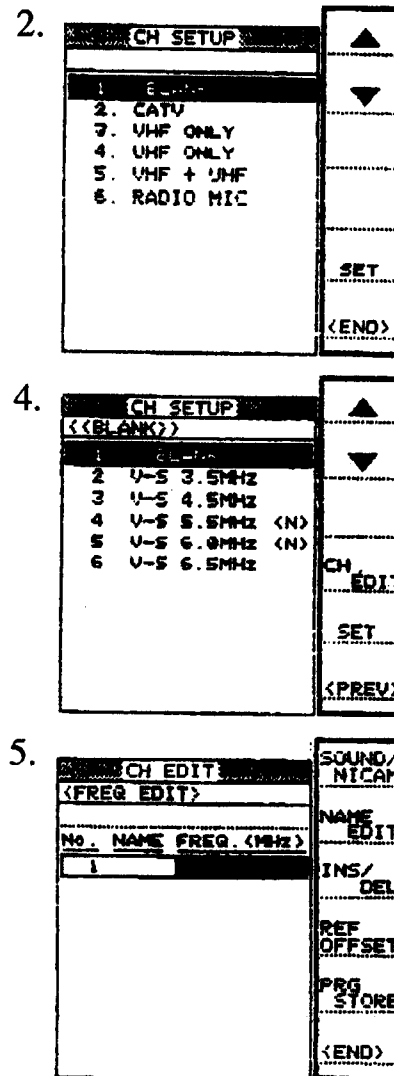 2.
CH SETUP
1
2. CATV
3. VHF ONLY
4. UHF ONLY
5. VHF + UHF
6. RADIO MIC
SET
<END>
4.
CH SETUP
<<BLANK>>
1
2 V-S 3.5MHz
3 V-S 4.5MHz
4 V-S 5.5MHz <N>
5 V-S 6.0MHz <N>
6 V-S 6.5MHz
CH
EDIT
SET
<PREV>
5.
CH EDIT
<FREQ EDIT>
No. NAME FREQ.<MHz>
1
SOUND/
NICAM
NAME
EDIT
INS/
DEL
REF
OFFSET
PRG
STORE
<END>